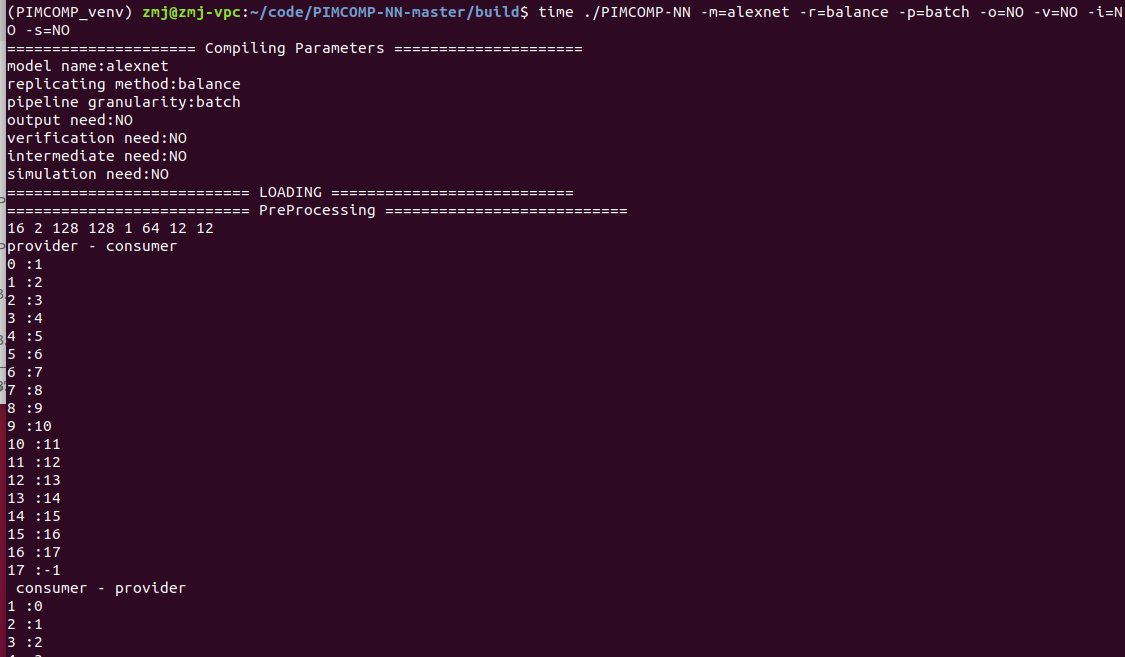 (PIMCOMP_venv) zmj@zmj-vpc:~/code/PIMCOMP-NN-master/build$ time ./PIMCOMP-NN -m=alexnet -r=balance -p=batch -o=NO -v=NO -i=N
O -s=NO
===================== Compiling Parameters =====================
model name:alexnet
replicating method:balance
pipeline granularity:batch
output need:NO
verification need:NO
intermediate need:NO
simulation need:NO
=========================== LOADING ===========================
=========================== PreProcessing ===========================
16 2 128 128 1 64 12 12
provider - consumer
0 :1
1 :2
2 :3
3 :4
4 :5
5 :6
6 :7
7 :8
8 :9
9 :10
10 :11
11 :12
12 :13
13 :14
14 :15
15 :16
16 :17
17 :-1
 consumer - provider
1 :0
2 :1
3 :2